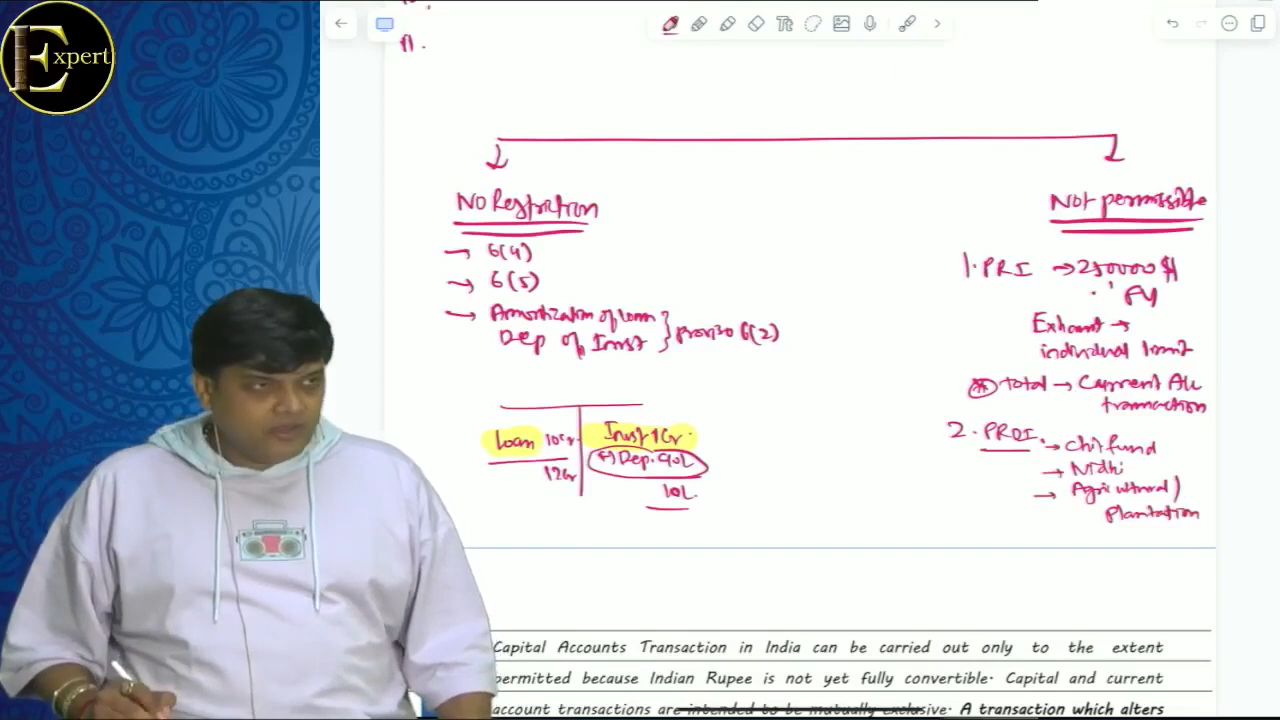 Expert
11.
No Restriction
Not permissible
→ 6(4)
→ 6(5)
→ Amortization of loan
Dep of Invst } proviso 6(2)
1. PRI → 250000 $
FY
Exhaust →
individual limit
* total → Current A/c
tranaction
2. PROI. → Chit fund
→ Nidhi
→ Agricultural /
plantation
loan 10Cr
12Cr
Invst 1Cr.
(-) Dep. 90L
10L.
Capital Accounts Transaction in India can be carried out only to the extent
permitted because Indian Rupee is not yet fully convertible. Capital and current
account transactions are intended to be mutually exclusive. A transaction which alters